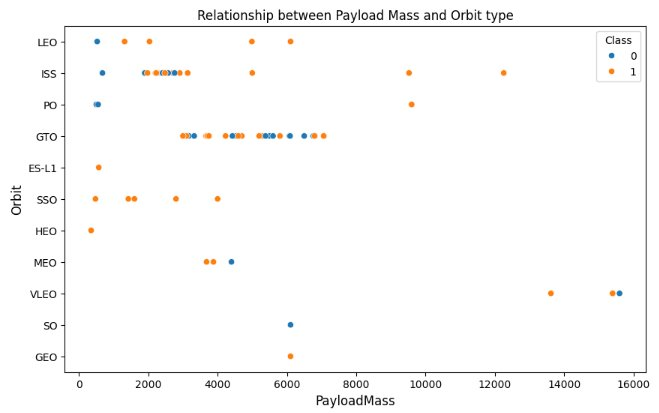 Relationship between Payload Mass and Orbit type
Class
0
1
Orbit
LEO
ISS
PO
GTO
ES-L1
SSO
HEO
MEO
VLEO
SO
GEO
0 2000 4000 6000 8000 10000 12000 14000 16000
PayloadMass